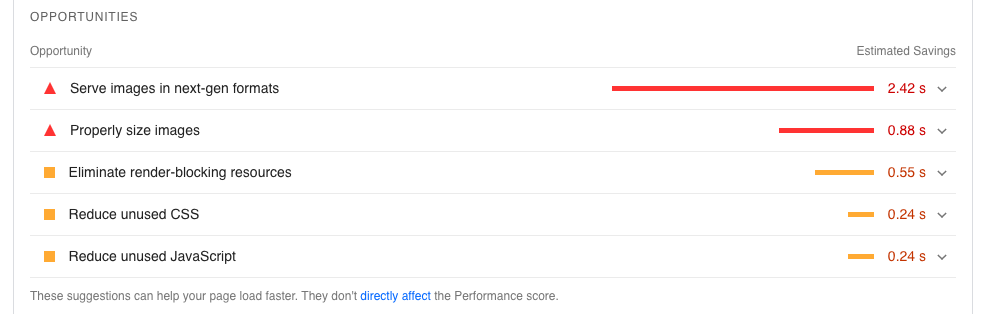 OPPORTUNITIES
Opportunity Estimated Savings
Serve images in next-gen formats 2.42 s
Properly size images 0.88 s
Eliminate render-blocking resources 0.55 s
Reduce unused CSS 0.24 s
Reduce unused JavaScript 0.24 s
These suggestions can help your page load faster. They don't directly affect the Performance score.